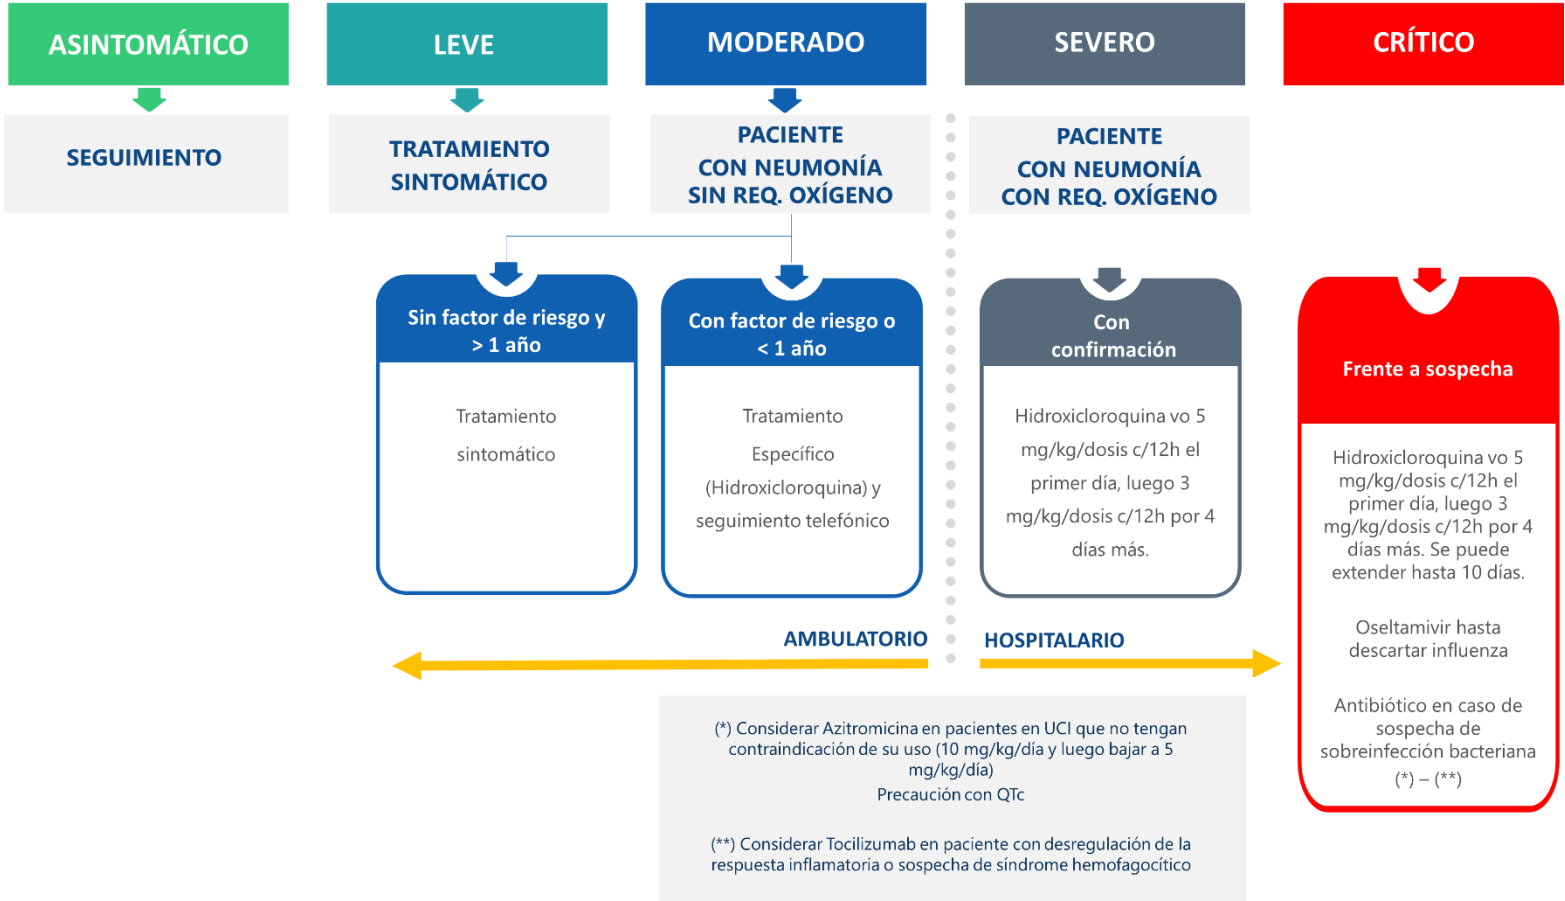 ASINTOMÁTICO
LEVE
MODERADO
SEVERO
CRÍTICO
SEGUIMIENTO
TRATAMIENTO
SINTOMÁTICO
PACIENTE
CON NEUMONÍA
SIN REQ. OXÍGENO
PACIENTE
CON NEUMONÍA
CON REQ. OXÍGENO
Sin factor de riesgo y
> 1 año
Tratamiento
sintomático
Con factor de riesgo o
< 1 año
Tratamiento
Específico
(Hidroxicloroquina) y
seguimiento telefónico
Con
confirmación
Hidroxicloroquina vo 5
mg/kg/dosis c/12h el
primer día, luego 3
mg/kg/dosis c/12h por 4
días más.
Frente a sospecha
Hidroxicloroquina vo 5
mg/kg/dosis c/12h el
primer día, luego 3
mg/kg/dosis c/12h por 4
días más. Se puede
extender hasta 10 días.
Oseltamivir hasta
descartar influenza
Antibiótico en caso de
sospecha de
sobreinfección bacteriana
(*) – (**)
AMBULATORIO
HOSPITALARIO
(*) Considerar Azitromicina en pacientes en UCI que no tengan
contraindicación de su uso (10 mg/kg/día y luego bajar a 5
mg/kg/día)
Precaución con QTc
(**) Considerar Tocilizumab en paciente con desregulación de la
respuesta inflamatoria o sospecha de síndrome hemofagocítico